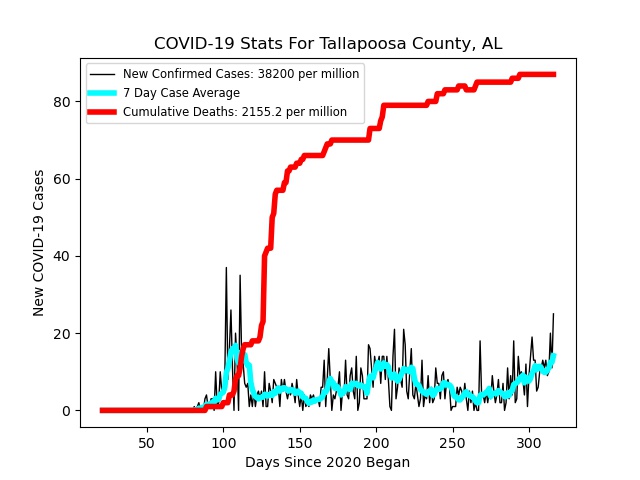 COVID-19 Stats For Tallapoosa County, AL
New Confirmed Cases: 38200 per million
7 Day Case Average
Cumulative Deaths: 2155.2 per million
New COVID-19 Cases
80
60
40
20
0
50 100 150 200 250 300
Days Since 2020 Began